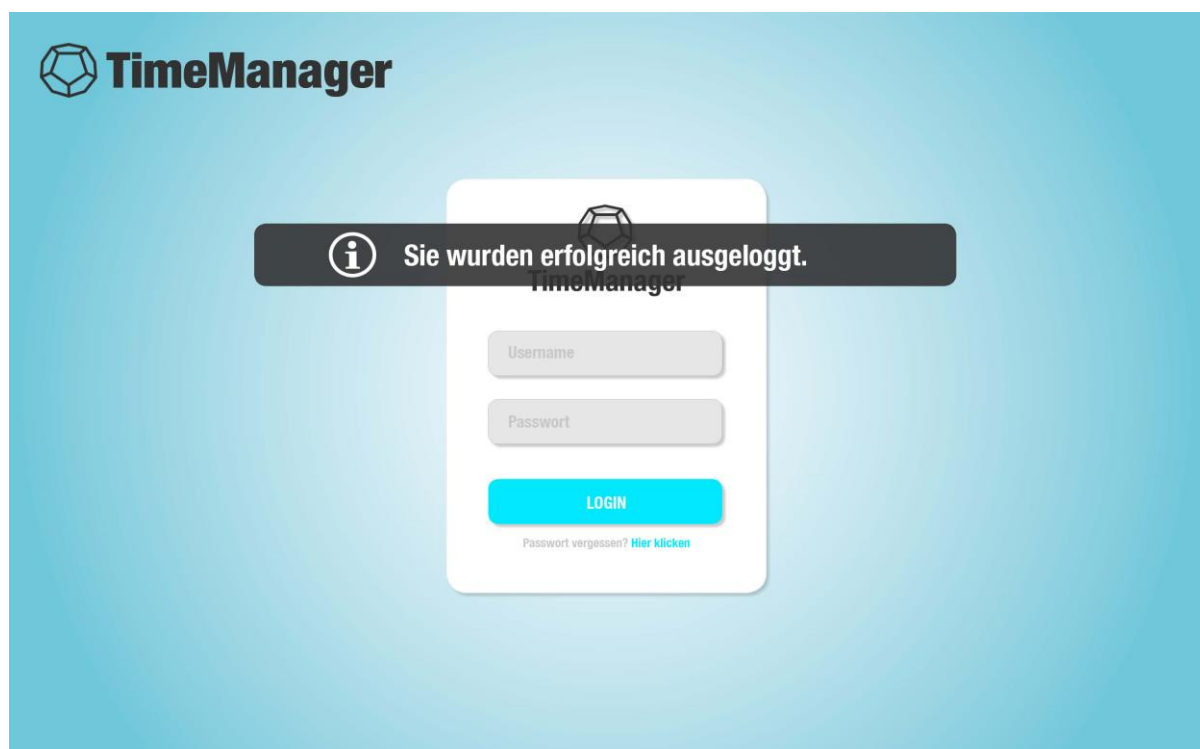 TimeManager
Sie wurden erfolgreich ausgeloggt.
TimeManager
Username
Passwort
LOGIN
Passwort vergessen? Hier klicken